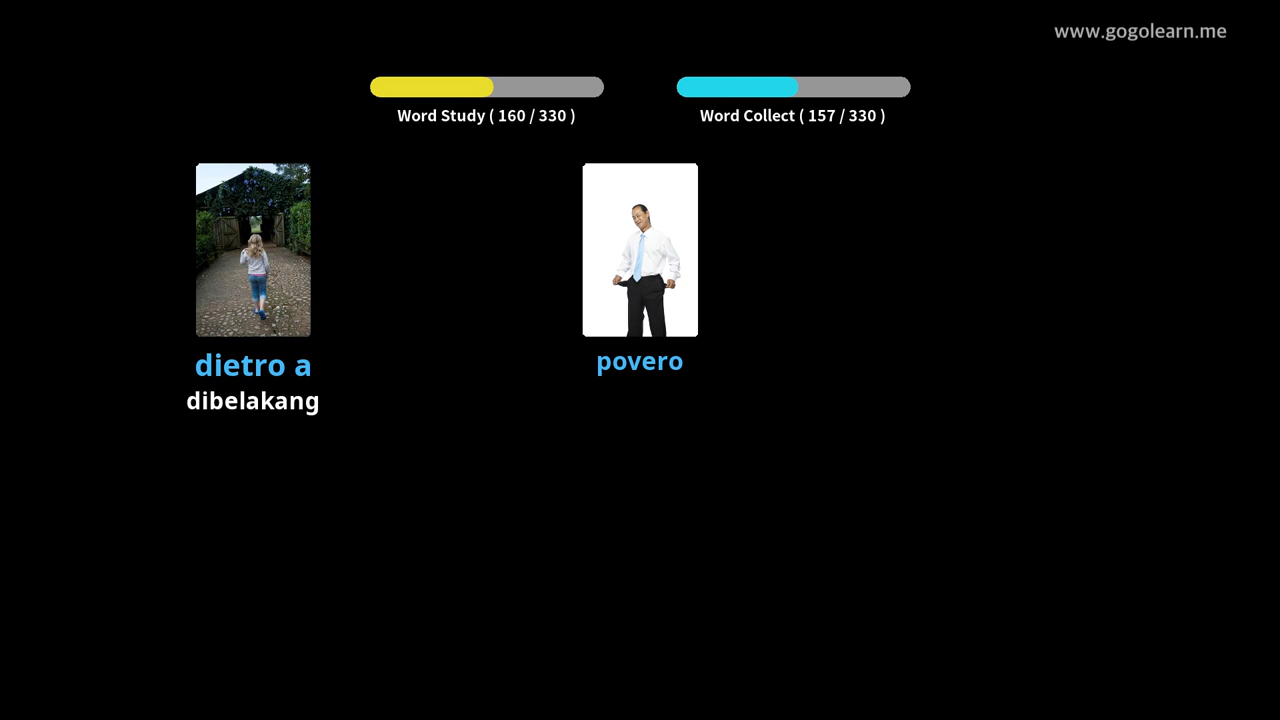 www.gogolearn.me
Word Study ( 160 / 330 )
Word Collect ( 157 / 330 )
dietro a
dibelakang
povero